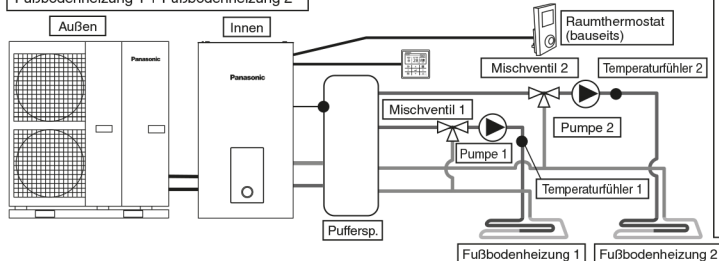 Fußbodenheizung 1 + Fußbodenheizung 2
Außen
Innen
Raumthermostat
(bauseits)
Panasonic
Panasonic
Mischventil 2
Temperaturfühler 2
Mischventil 1
Pumpe 2
Pumpe 1
Temperaturfühler 1
Puffersp.
Fußbodenheizung 1
Fußbodenheizung 2